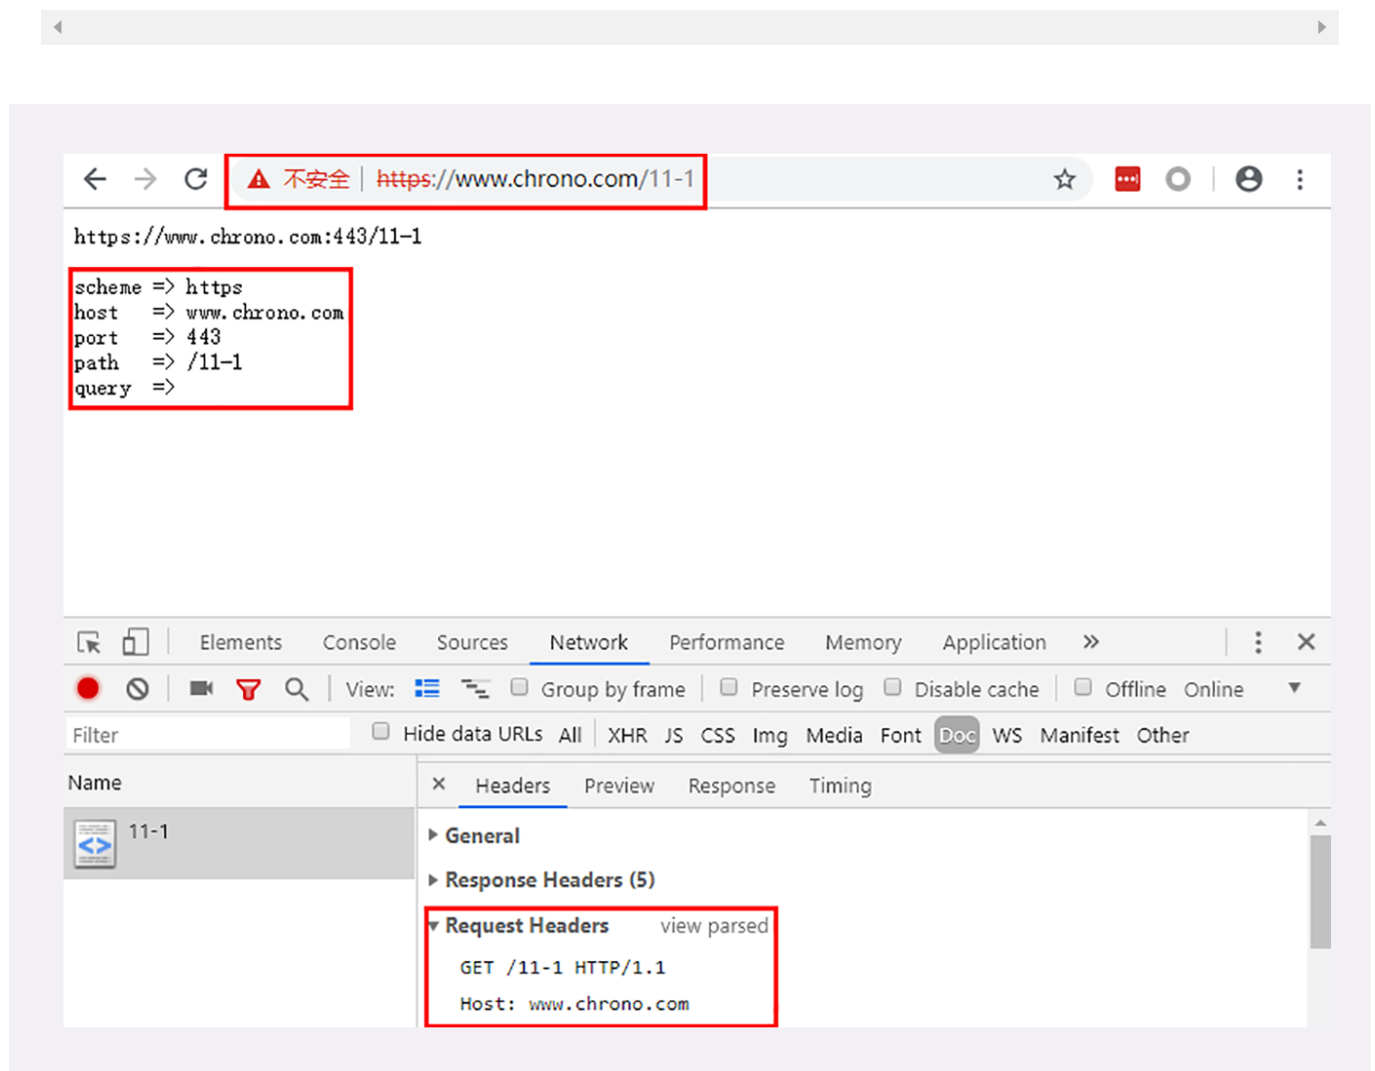 不安全 | https://www.chrono.com/11-1
https://www.chrono.com:443/11-1
scheme => https
host => www.chrono.com
port => 443
path => /11-1
query =>
Elements Console Sources Network Performance Memory Application »
View: Group by frame Preserve log Disable cache Offline Online
Filter Hide data URLs All XHR JS CSS Img Media Font Doc WS Manifest Other
Name × Headers Preview Response Timing
11-1
General
Response Headers (5)
Request Headers view parsed
GET /11-1 HTTP/1.1
Host: www.chrono.com